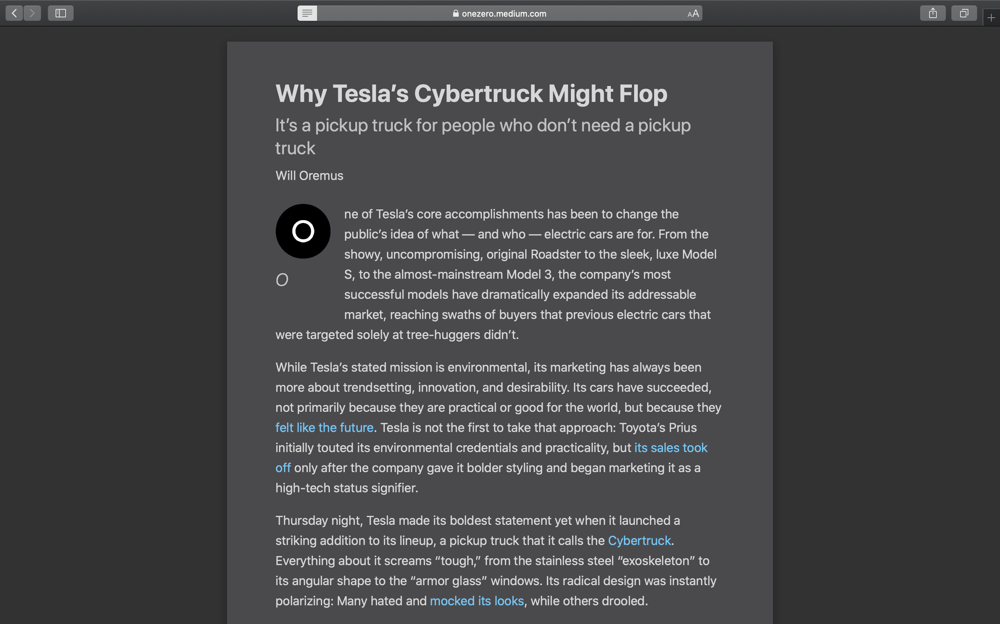 onezero.medium.com
AA
Why Tesla’s Cybertruck Might Flop
It’s a pickup truck for people who don’t need a pickup
truck
Will Oremus
O
ne of Tesla’s core accomplishments has been to change the
public’s idea of what — and who — electric cars are for. From the
showy, uncompromising, original Roadster to the sleek, luxe Model
S, to the almost-mainstream Model 3, the company’s most
O
successful models have dramatically expanded its addressable
market, reaching swaths of buyers that previous electric cars that
were targeted solely at tree-huggers didn’t.
While Tesla’s stated mission is environmental, its marketing has always been
more about trendsetting, innovation, and desirability. Its cars have succeeded,
not primarily because they are practical or good for the world, but because they
felt like the future. Tesla is not the first to take that approach: Toyota’s Prius
initially touted its environmental credentials and practicality, but its sales took
off only after the company gave it bolder styling and began marketing it as a
high-tech status signifier.
Thursday night, Tesla made its boldest statement yet when it launched a
striking addition to its lineup, a pickup truck that it calls the Cybertruck.
Everything about it screams “tough,” from the stainless steel “exoskeleton” to
its angular shape to the “armor glass” windows. Its radical design was instantly
polarizing: Many hated and mocked its looks, while others drooled.